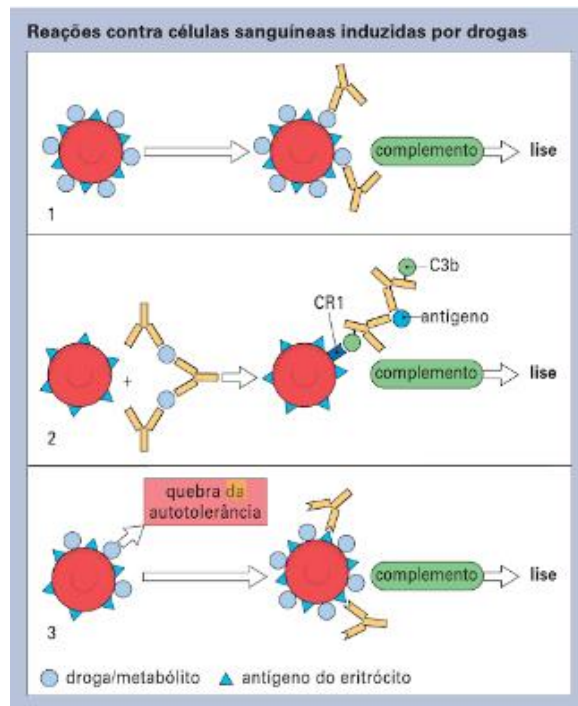 Reações contra células sanguíneas induzidas por drogas
complemento
lise
1
C3b
CR1
antígeno
+
complemento
lise
2
quebra da
autotolerância
complemento
lise
3
droga/metabólito
antígeno do eritrócito